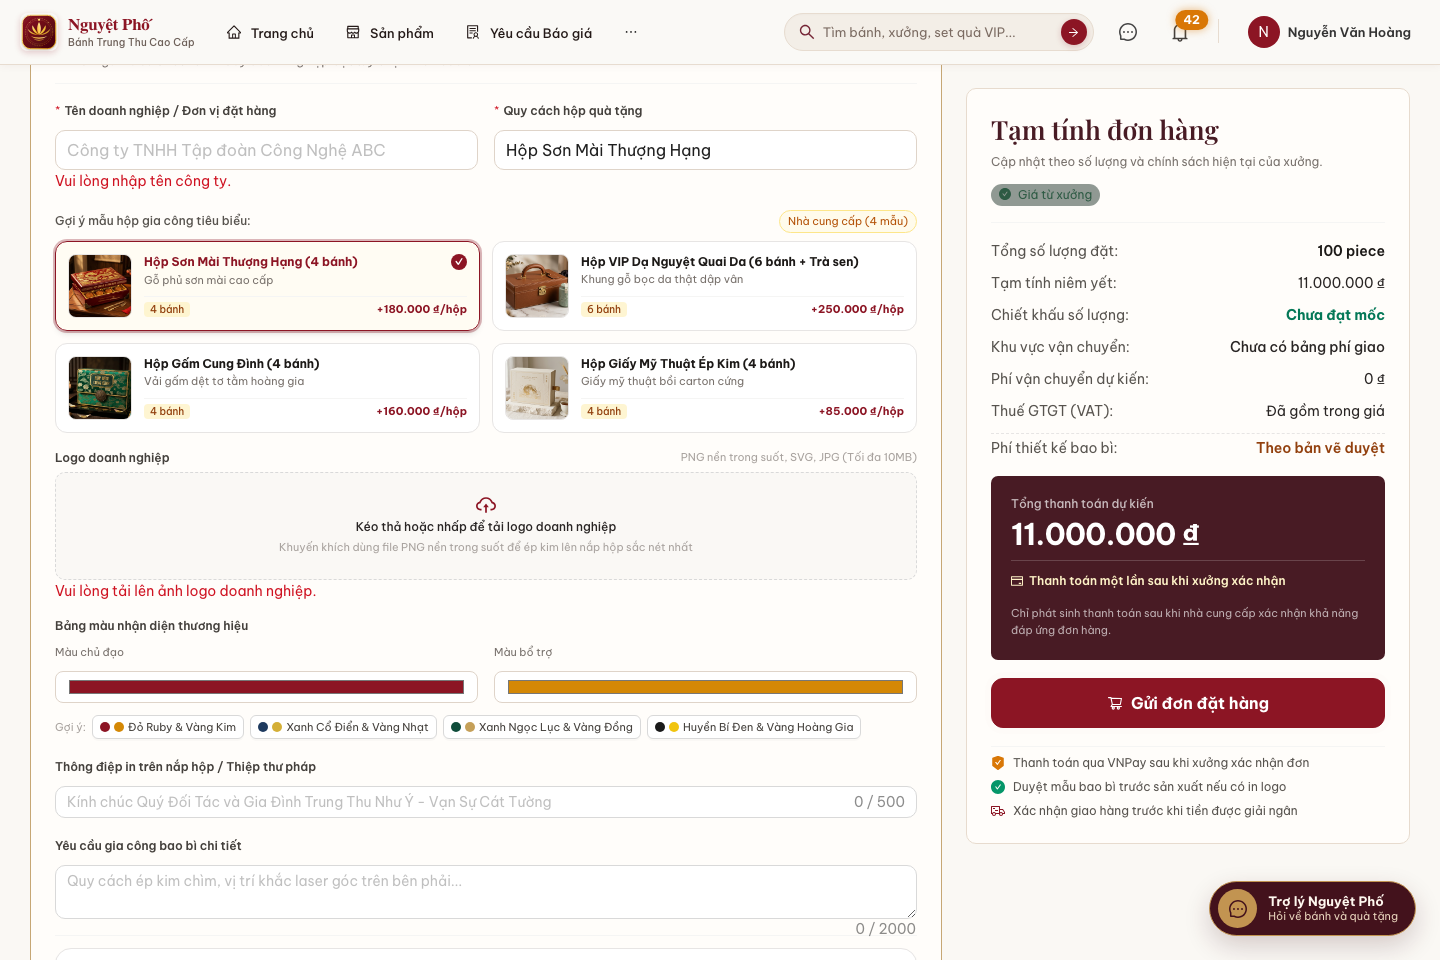 Nguyệt Phố
Bánh Trung Thu Cao Cấp
Trang chủ
Sản phẩm
Yêu cầu Báo giá
...
Tìm bánh, xưởng, set quà VIP...
42
N
Nguyễn Văn Hoàng
* Tên doanh nghiệp / Đơn vị đặt hàng
* Quy cách hộp quà tặng
Công ty TNHH Tập đoàn Công Nghệ ABC
Hộp Sơn Mài Thượng Hạng
Vui lòng nhập tên công ty.
Gợi ý mẫu hộp gia công tiêu biểu:
Nhà cung cấp (4 mẫu)
Hộp Sơn Mài Thượng Hạng (4 bánh)
Gỗ phủ sơn mài cao cấp
4 bánh
+180.000 ₫/hộp
Hộp VIP Dạ Nguyệt Quai Da (6 bánh + Trà sen)
Khung gỗ bọc da thật dập vân
6 bánh
+250.000 ₫/hộp
Hộp Gấm Cung Đình (4 bánh)
Vải gấm dệt tơ tằm hoàng gia
4 bánh
+160.000 ₫/hộp
Hộp Giấy Mỹ Thuật Ép Kim (4 bánh)
Giấy mỹ thuật bồi carton cứng
4 bánh
+85.000 ₫/hộp
Logo doanh nghiệp
PNG nền trong suốt, SVG, JPG (Tối đa 10MB)
Kéo thả hoặc nhấp để tải logo doanh nghiệp
Khuyến khích dùng file PNG nền trong suốt để ép kim lên nắp hộp sắc nét nhất
Vui lòng tải lên ảnh logo doanh nghiệp.
Bảng màu nhận diện thương hiệu
Màu chủ đạo
Màu bổ trợ
Gợi ý:
Đỏ Ruby & Vàng Kim
Xanh Cổ Điển & Vàng Nhạt
Xanh Ngọc Lục & Vàng Đồng
Huyền Bí Đen & Vàng Hoàng Gia
Thông điệp in trên nắp hộp / Thiệp thư pháp
Kính chúc Quý Đối Tác và Gia Đình Trung Thu Như Ý - Vạn Sự Cát Tường
0 / 500
Yêu cầu gia công bao bì chi tiết
Quy cách ép kim chìm, vị trí khắc laser góc trên bên phải...
0 / 2000
Tạm tính đơn hàng
Cập nhật theo số lượng và chính sách hiện tại của xưởng.
Giá từ xưởng
Tổng số lượng đặt:
100 piece
Tạm tính niêm yết:
11.000.000 ₫
Chiết khấu số lượng:
Chưa đạt mốc
Khu vực vận chuyển:
Chưa có bảng phí giao
Phí vận chuyển dự kiến:
0 ₫
Thuế GTGT (VAT):
Đã gồm trong giá
Phí thiết kế bao bì:
Theo bản vẽ duyệt
Tổng thanh toán dự kiến
11.000.000 ₫
Thanh toán một lần sau khi xưởng xác nhận
Chỉ phát sinh thanh toán sau khi nhà cung cấp xác nhận khả năng
đáp ứng đơn hàng.
Gửi đơn đặt hàng
Thanh toán qua VNPay sau khi xưởng xác nhận đơn
Duyệt mẫu bao bì trước sản xuất nếu có in logo
Xác nhận giao hàng trước khi tiền được giải ngân
Trợ lý Nguyệt Phố
Hỏi về bánh và quà tặng